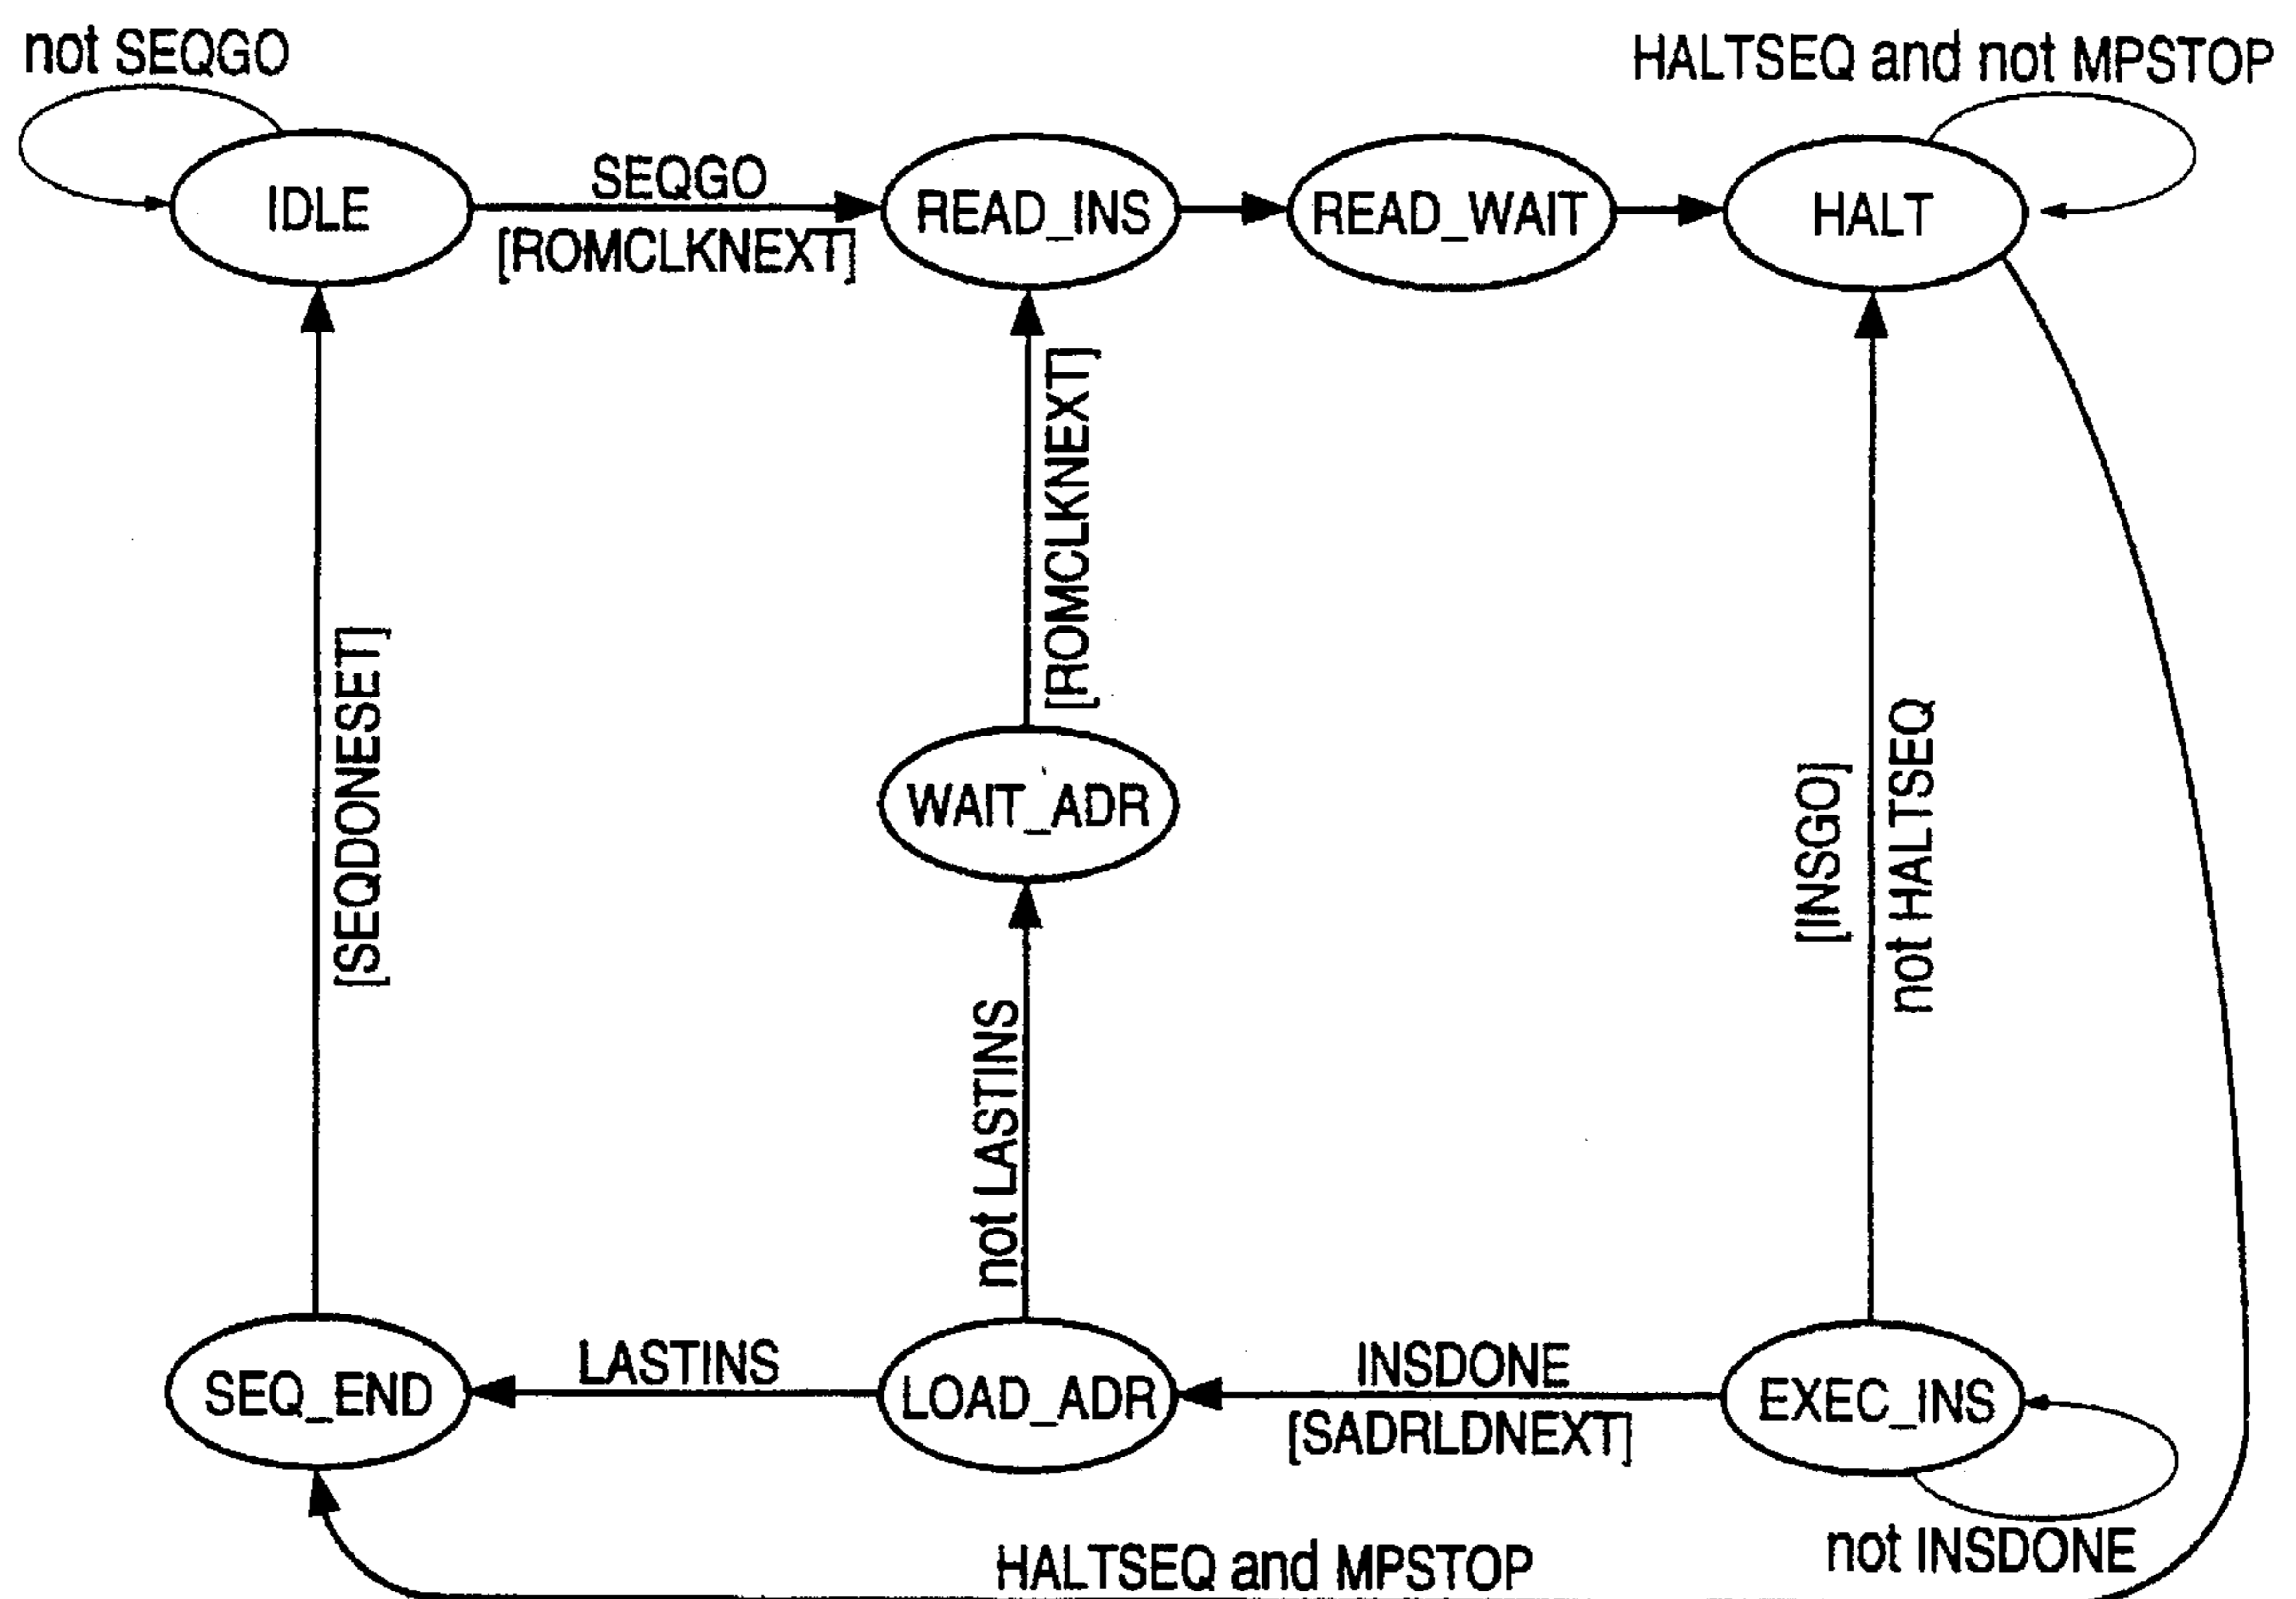 not SEQGO
HALTSEQ and not MPSTOP
IDLE
SEQGO
[ROMCLKNEXT]
READ_INS
READ_WAIT
HALT
[SEQDONESET]
[ROMCLKNEXT]
WAIT_ADR
[INSGO]
not HALTSEQ
not LASTINS
SEQ_END
LASTINS
LOAD_ADR
INSDONE
[SADRLDNEXT]
EXEC_INS
not INSDONE
HALTSEQ and MPSTOP